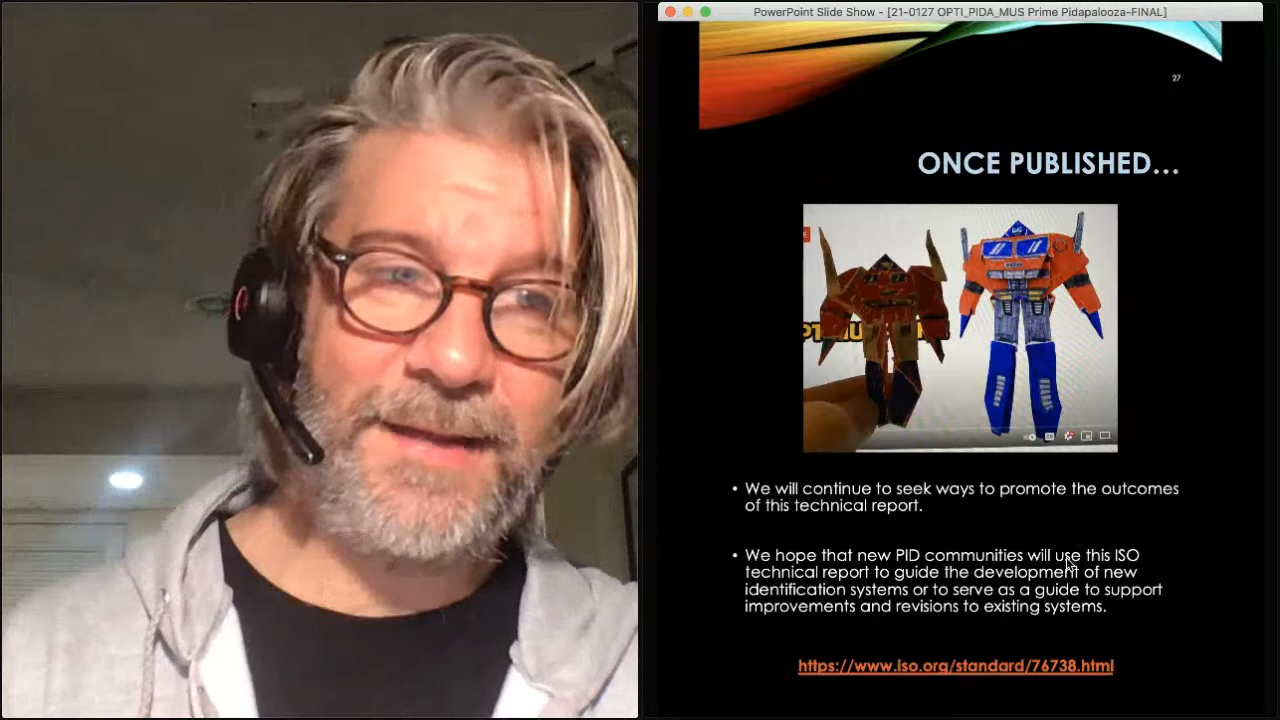 PowerPoint Slide Show - [21-0127 OPTI_PIDA_MUS Prime Pidapalooza-FINAL]
27
ONCE PUBLISHED...
• We will continue to seek ways to promote the outcomes
of this technical report.
• We hope that new PID communities will use this ISO
technical report to guide the development of new
identification systems or to serve as a guide to support
improvements and revisions to existing systems.
https://www.iso.org/standard/76738.html